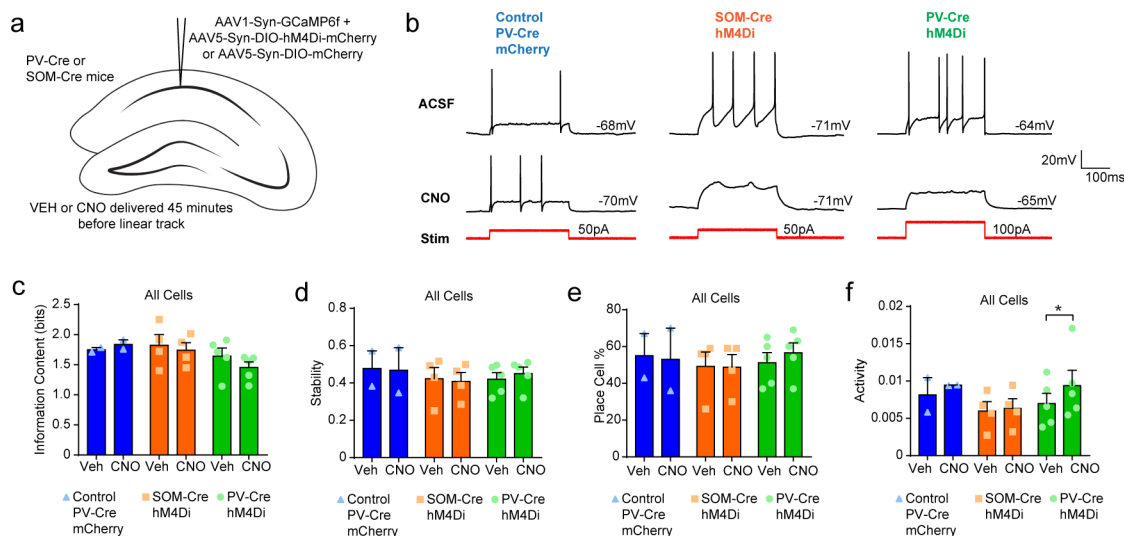 a
AAV1-Syn-GCaMP6f +
AAV5-Syn-DIO-hM4Di-mCherry
or AAV5-Syn-DIO-mCherry
PV-Cre or
SOM-Cre mice
VEH or CNO delivered 45 minutes
before linear track
b
Control
PV-Cre
mCherry
SOM-Cre
hM4Di
PV-Cre
hM4Di
ACSF
-68mV
-71mV
-64mV
20mV
100ms
CNO
-70mV
-71mV
-65mV
Stim
50pA
50pA
100pA
c
All Cells
Information Content (bits)
2.5
2.0
1.5
1.0
0.5
0
Veh CNO Veh CNO Veh CNO
Control
PV-Cre
mCherry
SOM-Cre
hM4Di
PV-Cre
hM4Di
d
All Cells
Stability
0.8
0.6
0.4
0.2
0
Veh CNO Veh CNO Veh CNO
Control
PV-Cre
mCherry
SOM-Cre
hM4Di
PV-Cre
hM4Di
e
All Cells
Place Cell %
80
60
40
20
0
Veh CNO Veh CNO Veh CNO
Control
PV-Cre
mCherry
SOM-Cre
hM4Di
PV-Cre
hM4Di
f
All Cells
Activity
0.02
0.015
0.01
0.005
0
*
Veh CNO Veh CNO Veh CNO
Control
PV-Cre
mCherry
SOM-Cre
hM4Di
PV-Cre
hM4Di